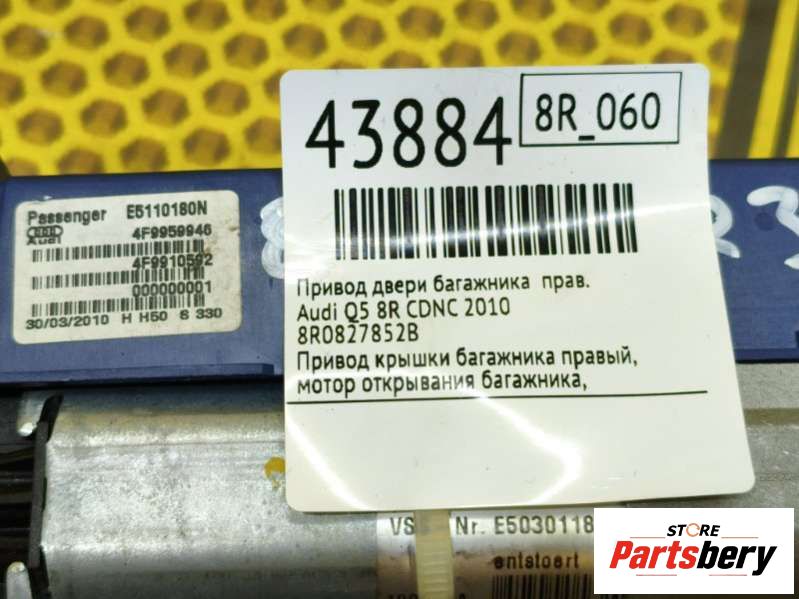 43884
8R_060
Привод двери багажника прав.
Audi Q5 8R CDNC 2010
8R0827852B
Привод крышки багажника правый,
мотор открывания багажника,
Passenger E5110180N
Audi
4F9959946
4F9910592
000000001
30/03/2010 H H50 S 330
Nr. E5030118
entstoert
STORE
Partsbery